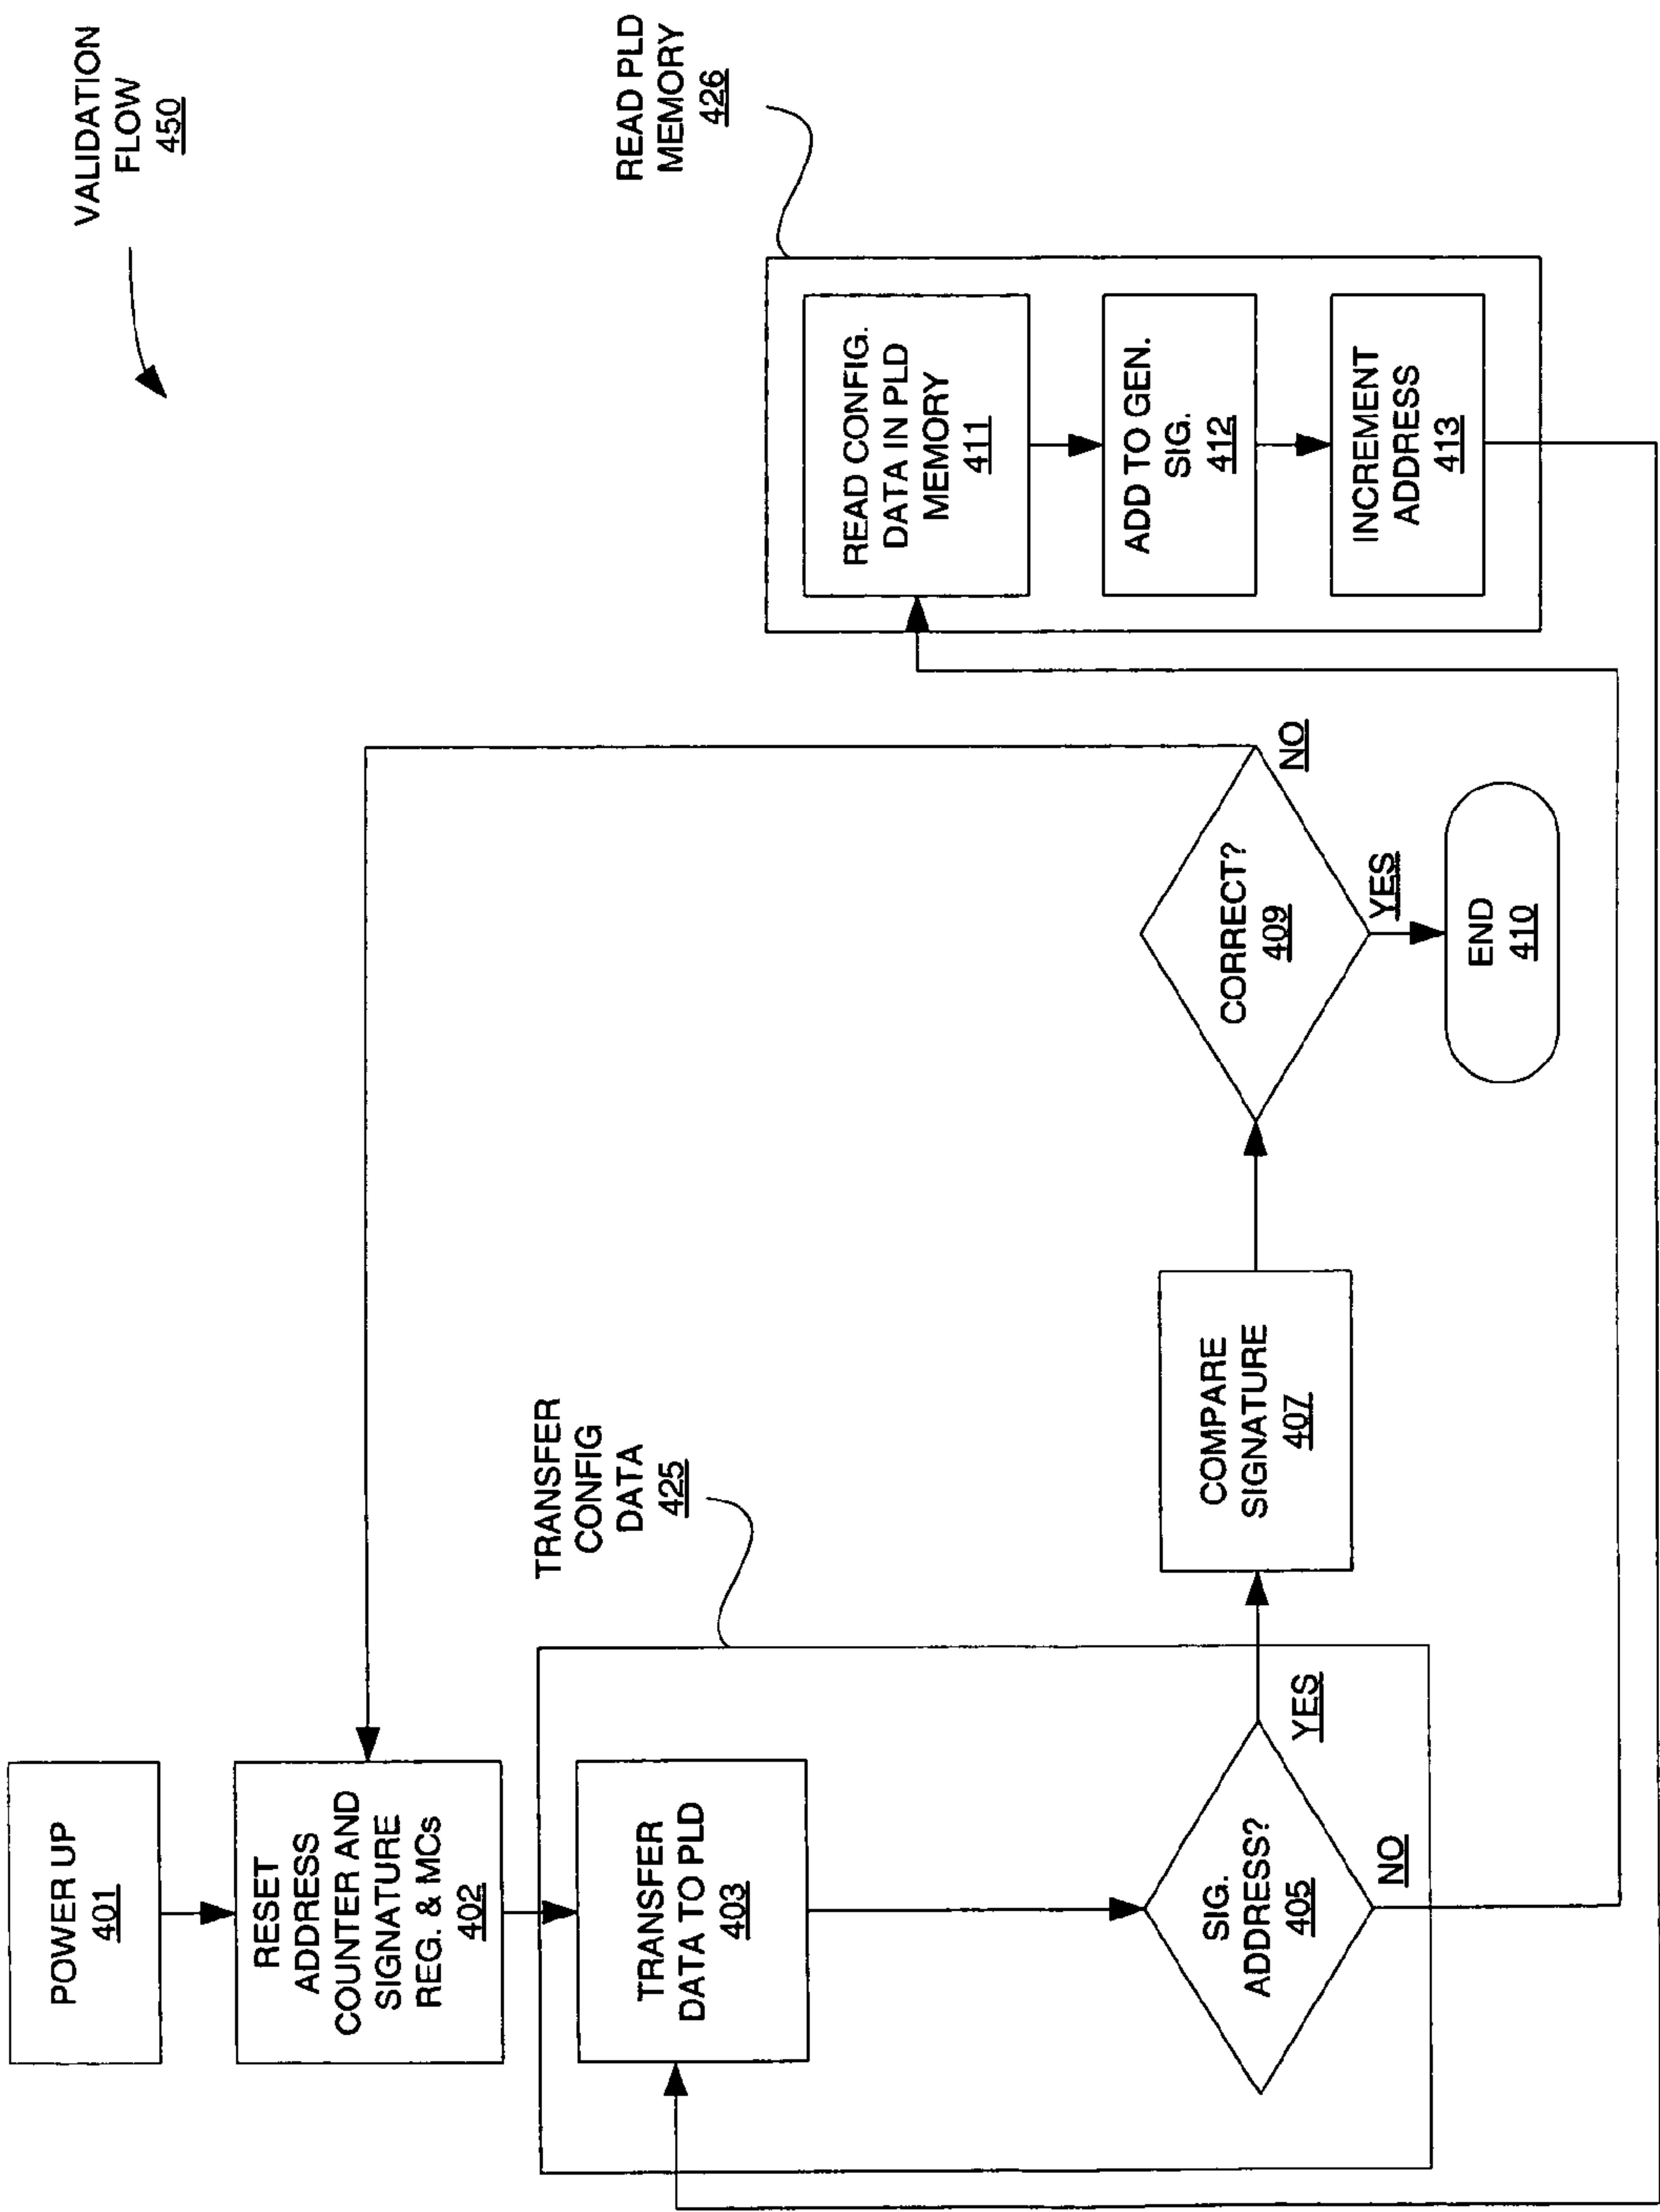 VALIDATION
FLOW
450
POWER UP
401
RESET
ADDRESS
COUNTER AND
SIGNATURE
REG. & MCs
402
TRANSFER
CONFIG
DATA
425
TRANSFER
DATA TO PLD
403
SIG.
ADDRESS?
405
YES
NO
COMPARE
SIGNATURE
407
CORRECT?
409
NO
YES
END
410
READ PLD
MEMORY
426
READ CONFIG.
DATA IN PLD
MEMORY
411
ADD TO GEN.
SIG.
412
INCREMENT
ADDRESS
413